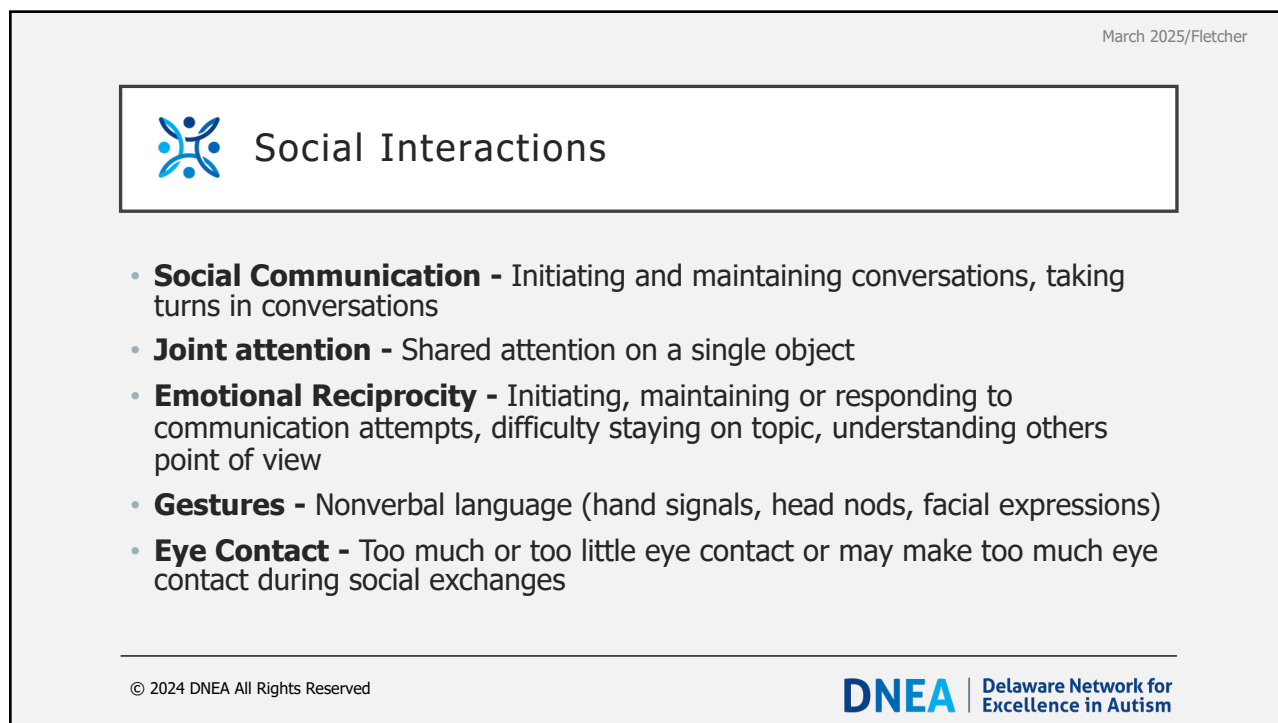 March 2025/Fletcher
Social Interactions
• Social Communication - Initiating and maintaining conversations, taking
turns in conversations
• Joint attention - Shared attention on a single object
• Emotional Reciprocity - Initiating, maintaining or responding to
communication attempts, difficulty staying on topic, understanding others
point of view
• Gestures - Nonverbal language (hand signals, head nods, facial expressions)
• Eye Contact - Too much or too little eye contact or may make too much eye
contact during social exchanges
© 2024 DNEA All Rights Reserved
DNEA | Delaware Network for
Excellence in Autism